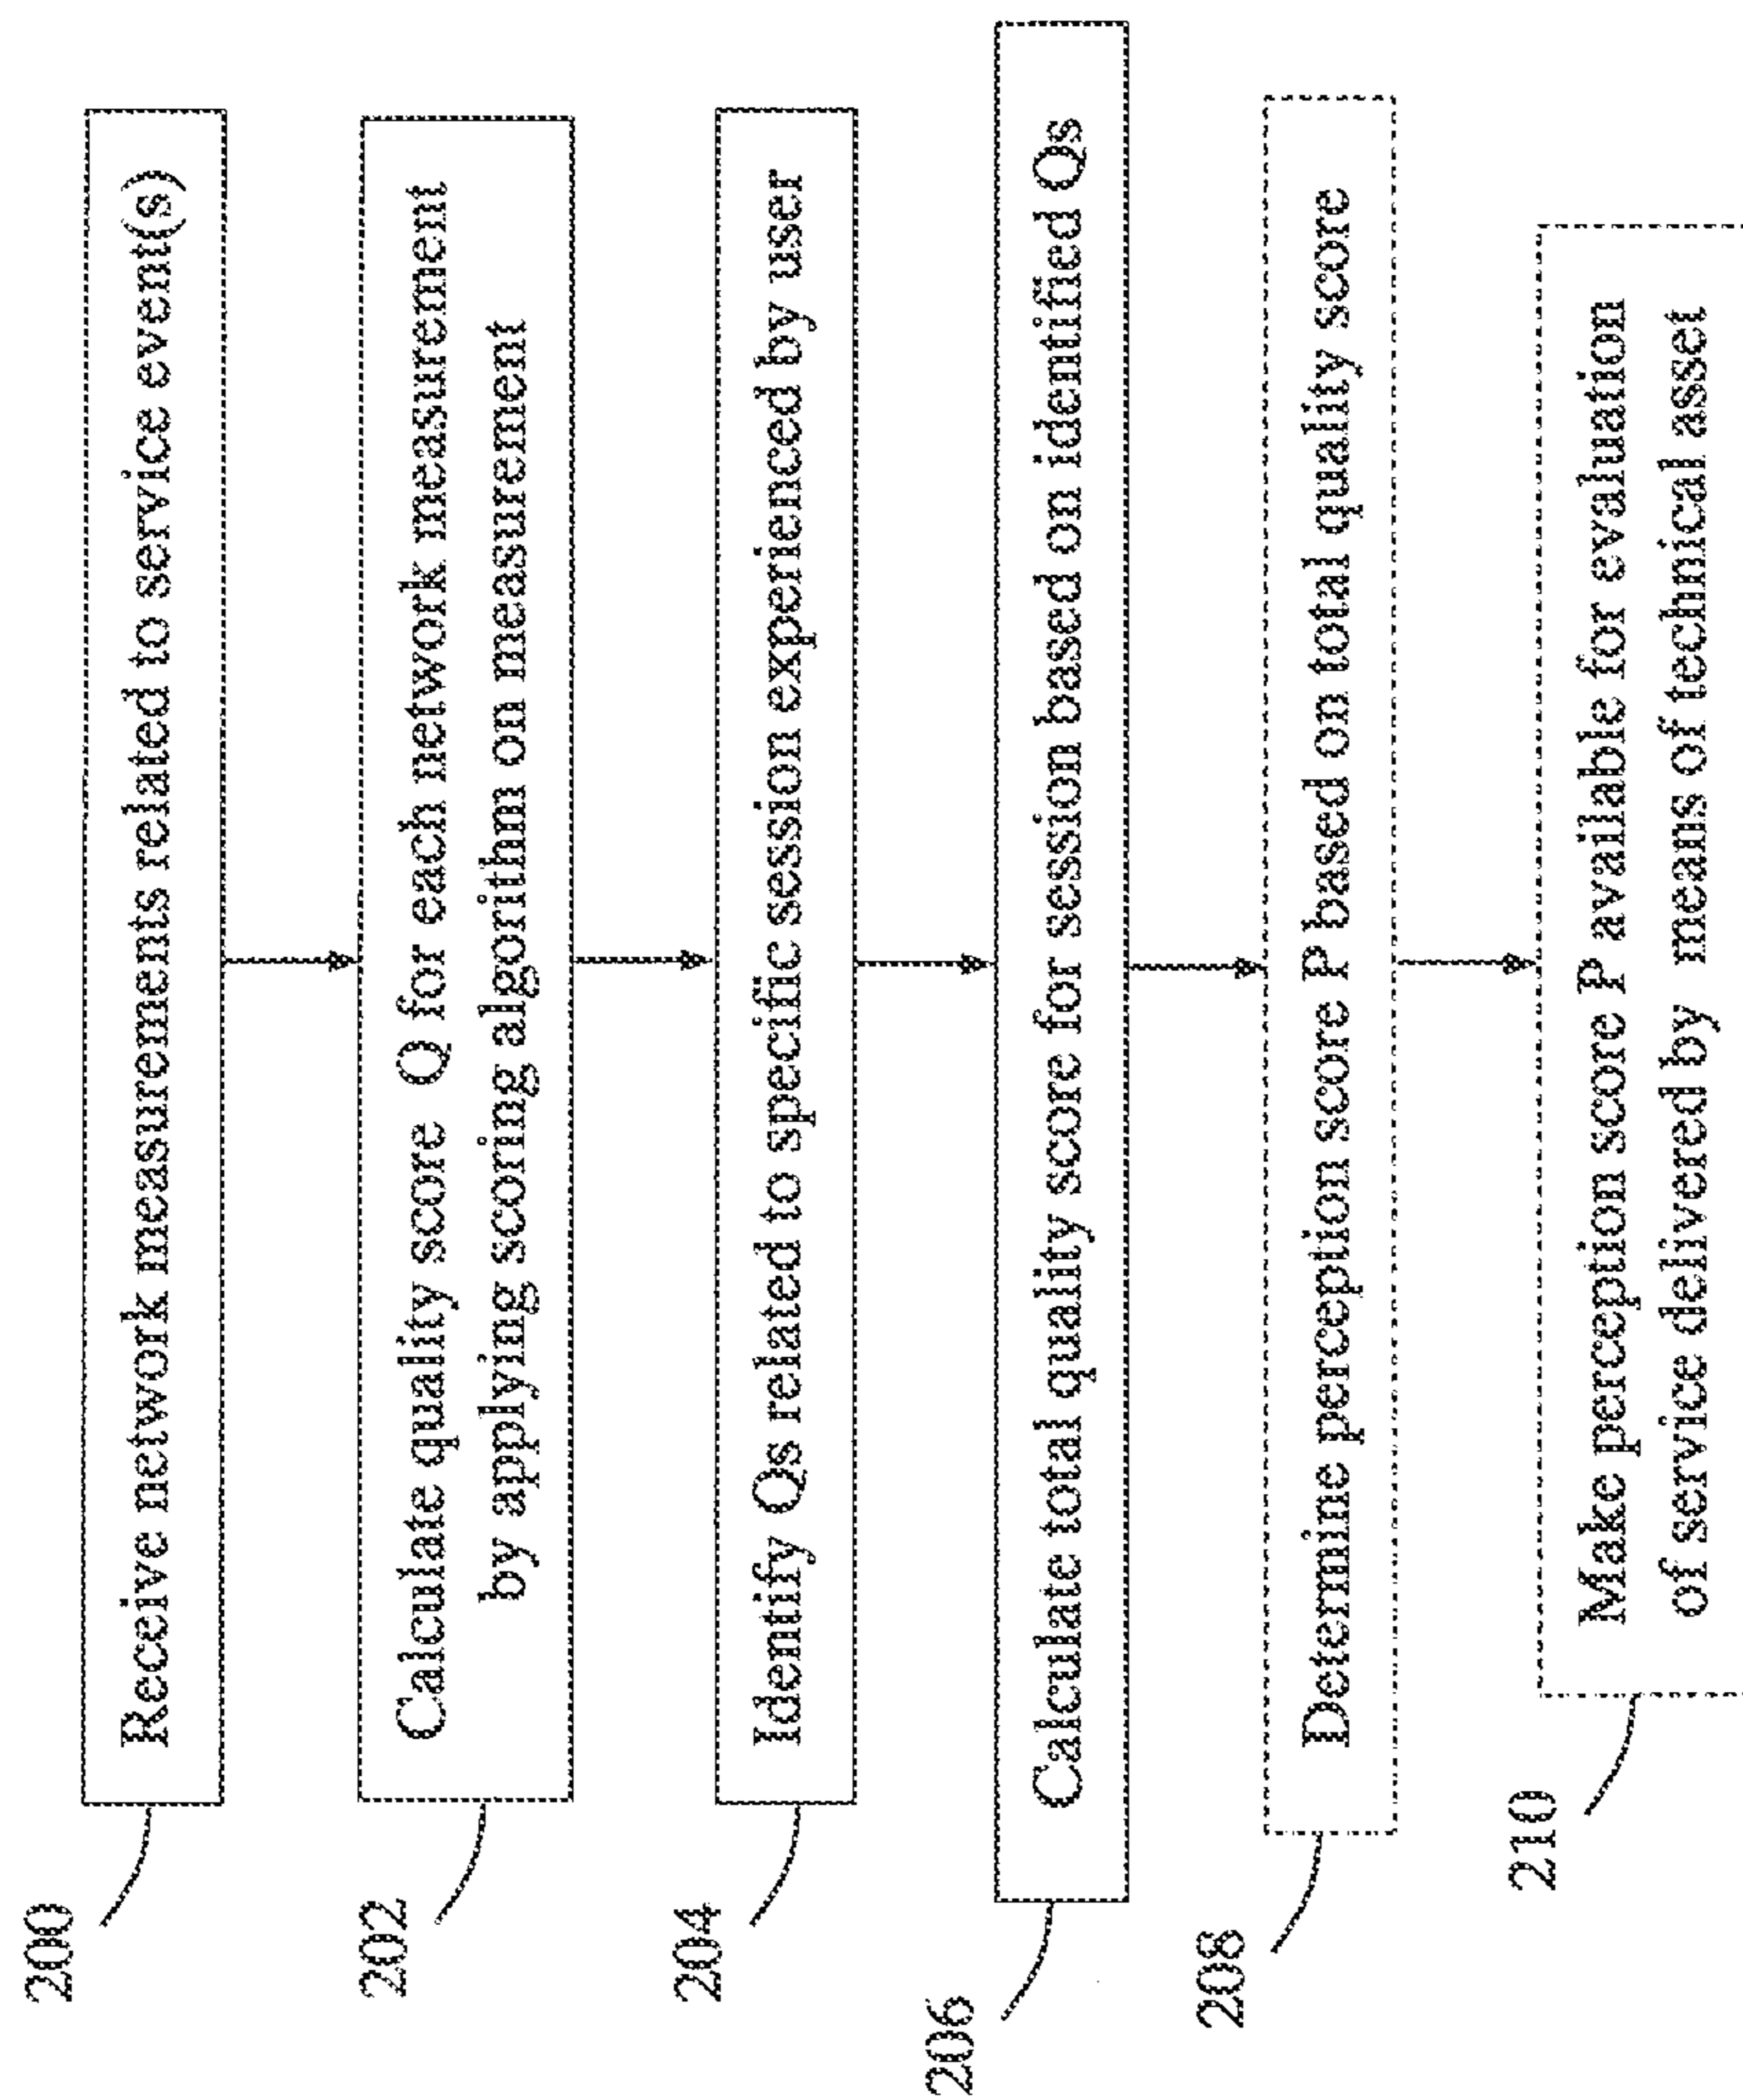 200
Receive network measurements related to service event(s)
202
Calculate quality score Q for each network measurement
by applying scoring algorithm on measurement
204
Identify Qs related to specific session experienced by user
206
Calculate total quality score for session based on identified Qs
208
Determine perception score P based on total quality score
210
Make perception score P available for evaluation
of service delivered by means of technical asset